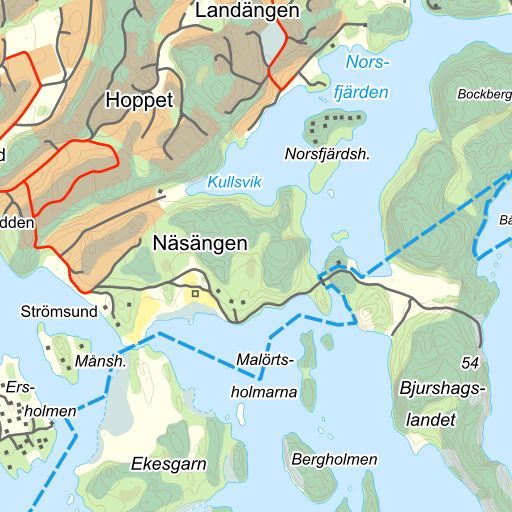 Landängen
Nors-
fjärden
Hoppet
Bockberg
Norsfjärdsh.
Kullsvik
dden
Näsängen
Strömsund
Månsh.
Malörts-
holmarna
54
Ers-
holmen
Bjurshags-
landet
Ekesgarn
Bergholmen